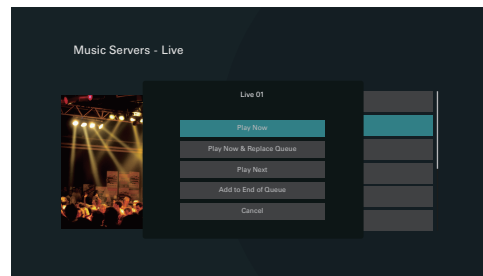 Music Servers - Live
Live 01
Play Now
Play Now & Replace Queue
Play Next
Add to End of Queue
Cancel